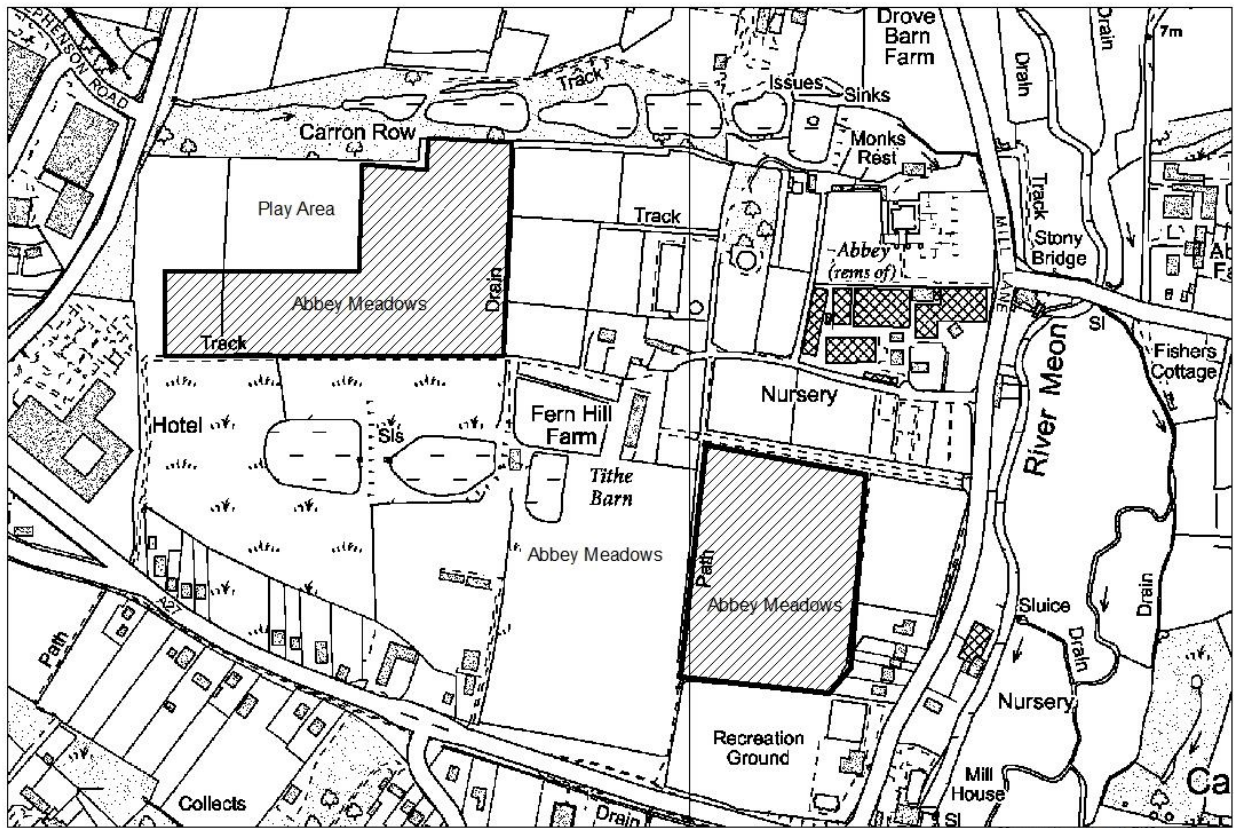 PHENSON ROAD
Drove
Barn
Farm
Drain
Drain
7m
Track
Issues
Sinks
Carron Row
Monks
Rest
Play Area
Track
Track
MILL LANE
Stony
Bridge
Abbey
(rems of)
Drain
Abbey Meadows
Track
Sl
Fishers
Cottage
River Meon
Hotel
Sls
Fern Hill
Farm
Nursery
Tithe
Barn
Abbey Meadows
Path
Abbey Meadows
A27
Path
Sluice
Drain
Drain
Nursery
Recreation
Ground
Collects
Drain
Mill
House
Sl
Ca